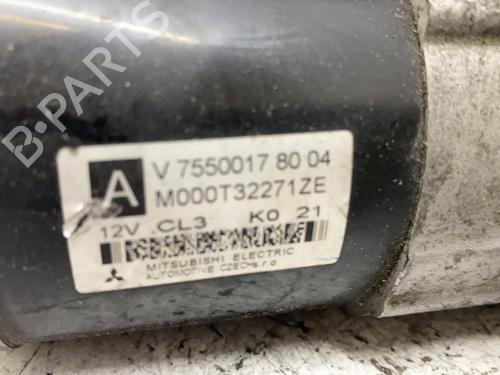 B-PARTS
A
V 7550017 80 04
M000T32271ZE
12V CL3 K0 21
MITSUBISHI ELECTRIC
AUTOMOTIVE CZECH s.r.o